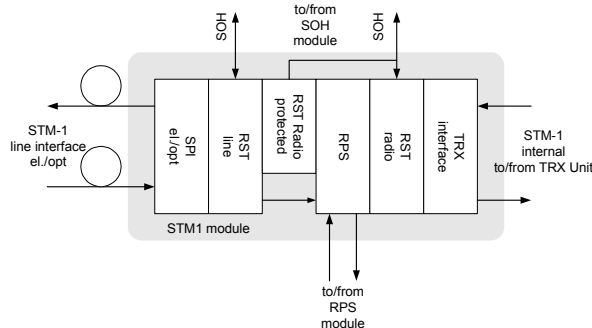 to/from
SOH
module
SOH
SOH
STM-1
line interface
el./opt
SPI
el/opt
RST
line
RST Radio
protected
RPS
RST
radio
TRX
interface
STM-1
internal
to/from TRX Unit
STM1 module
to/from
RPS
module